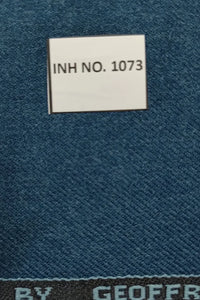 INH NO. 1073
BY GEOFFR